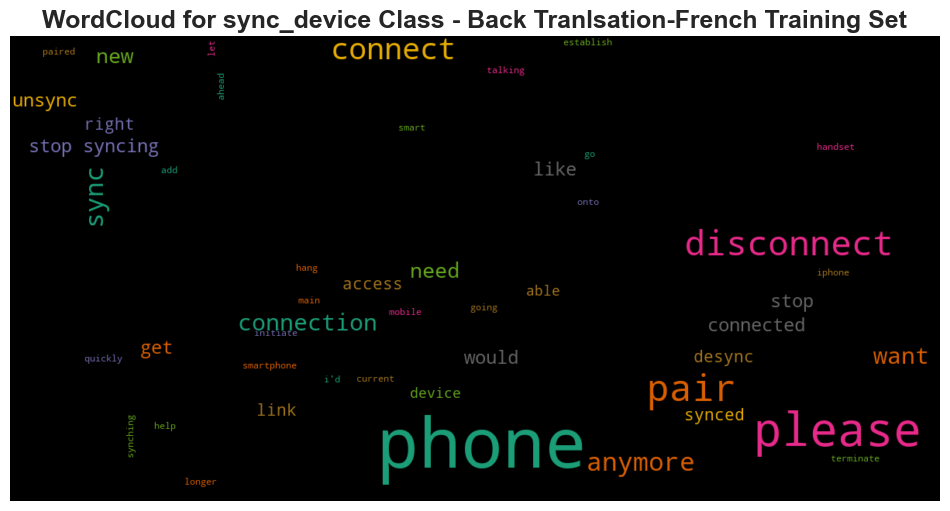 WordCloud for sync_device Class - Back Tranlsation-French Training Set
paired
new
let
connect
establish
talking
ahead
unsync
right
smart
stop syncing
handset
go
add
like
sync
onto
disconnect
hang
need
iphone
access
able
main
stop
mobile
going
connection
connected
initiate
get
quickly
would
desync
want
smartphone
i'd
current
device
pair
link
synced
synching
help
phone
please
anymore
terminate
longer